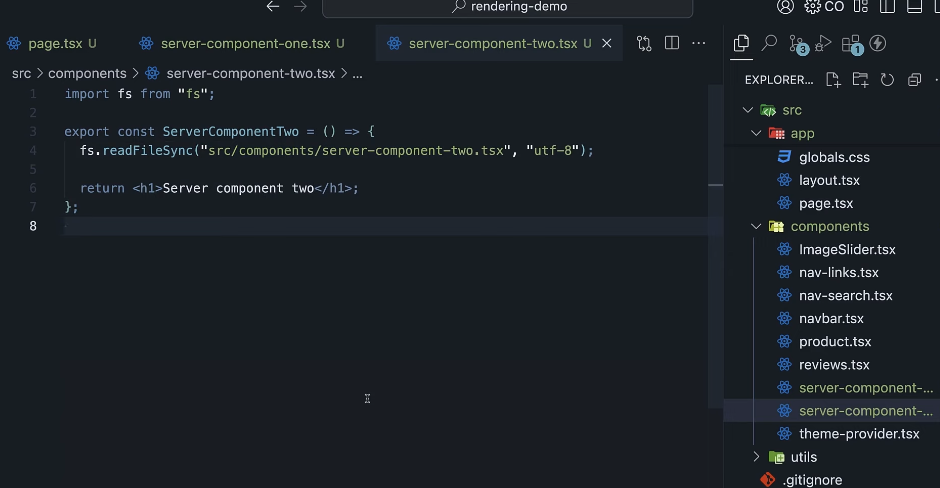 rendering-demo
CO
page.tsx U
server-component-one.tsx U
server-component-two.tsx U
src > components > server-component-two.tsx > ...
EXPLORER...
3
1
1 import fs from "fs";
2
3 export const ServerComponentTwo = () => {
4 fs.readFileSync("src/components/server-component-two.tsx", "utf-8");
5
6 return <h1>Server component two</h1>;
7 };
8
src
app
globals.css
layout.tsx
page.tsx
components
ImageSlider.tsx
nav-links.tsx
nav-search.tsx
navbar.tsx
product.tsx
reviews.tsx
server-component-...
server-component-...
theme-provider.tsx
utils
.gitignore